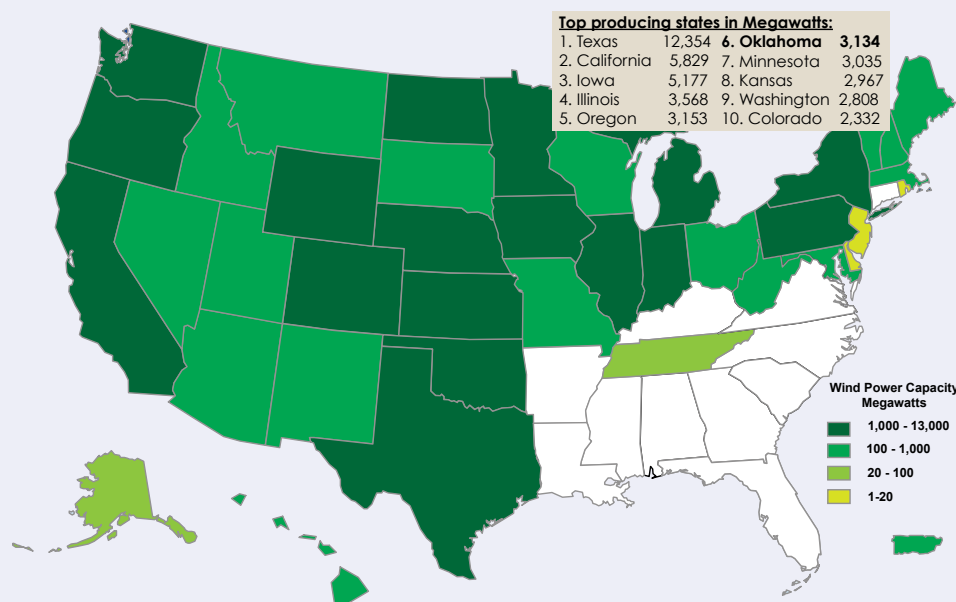 Top producing states in Megawatts:
1. Texas 12,354 6. Oklahoma 3,134
2. California 5,829 7. Minnesota 3,035
3. Iowa 5,177 8. Kansas 2,967
4. Illinois 3,568 9. Washington 2,808
5. Oregon 3,153 10. Colorado 2,332
Wind Power Capacity
Megawatts
1,000 - 13,000
100 - 1,000
20 - 100
1-20